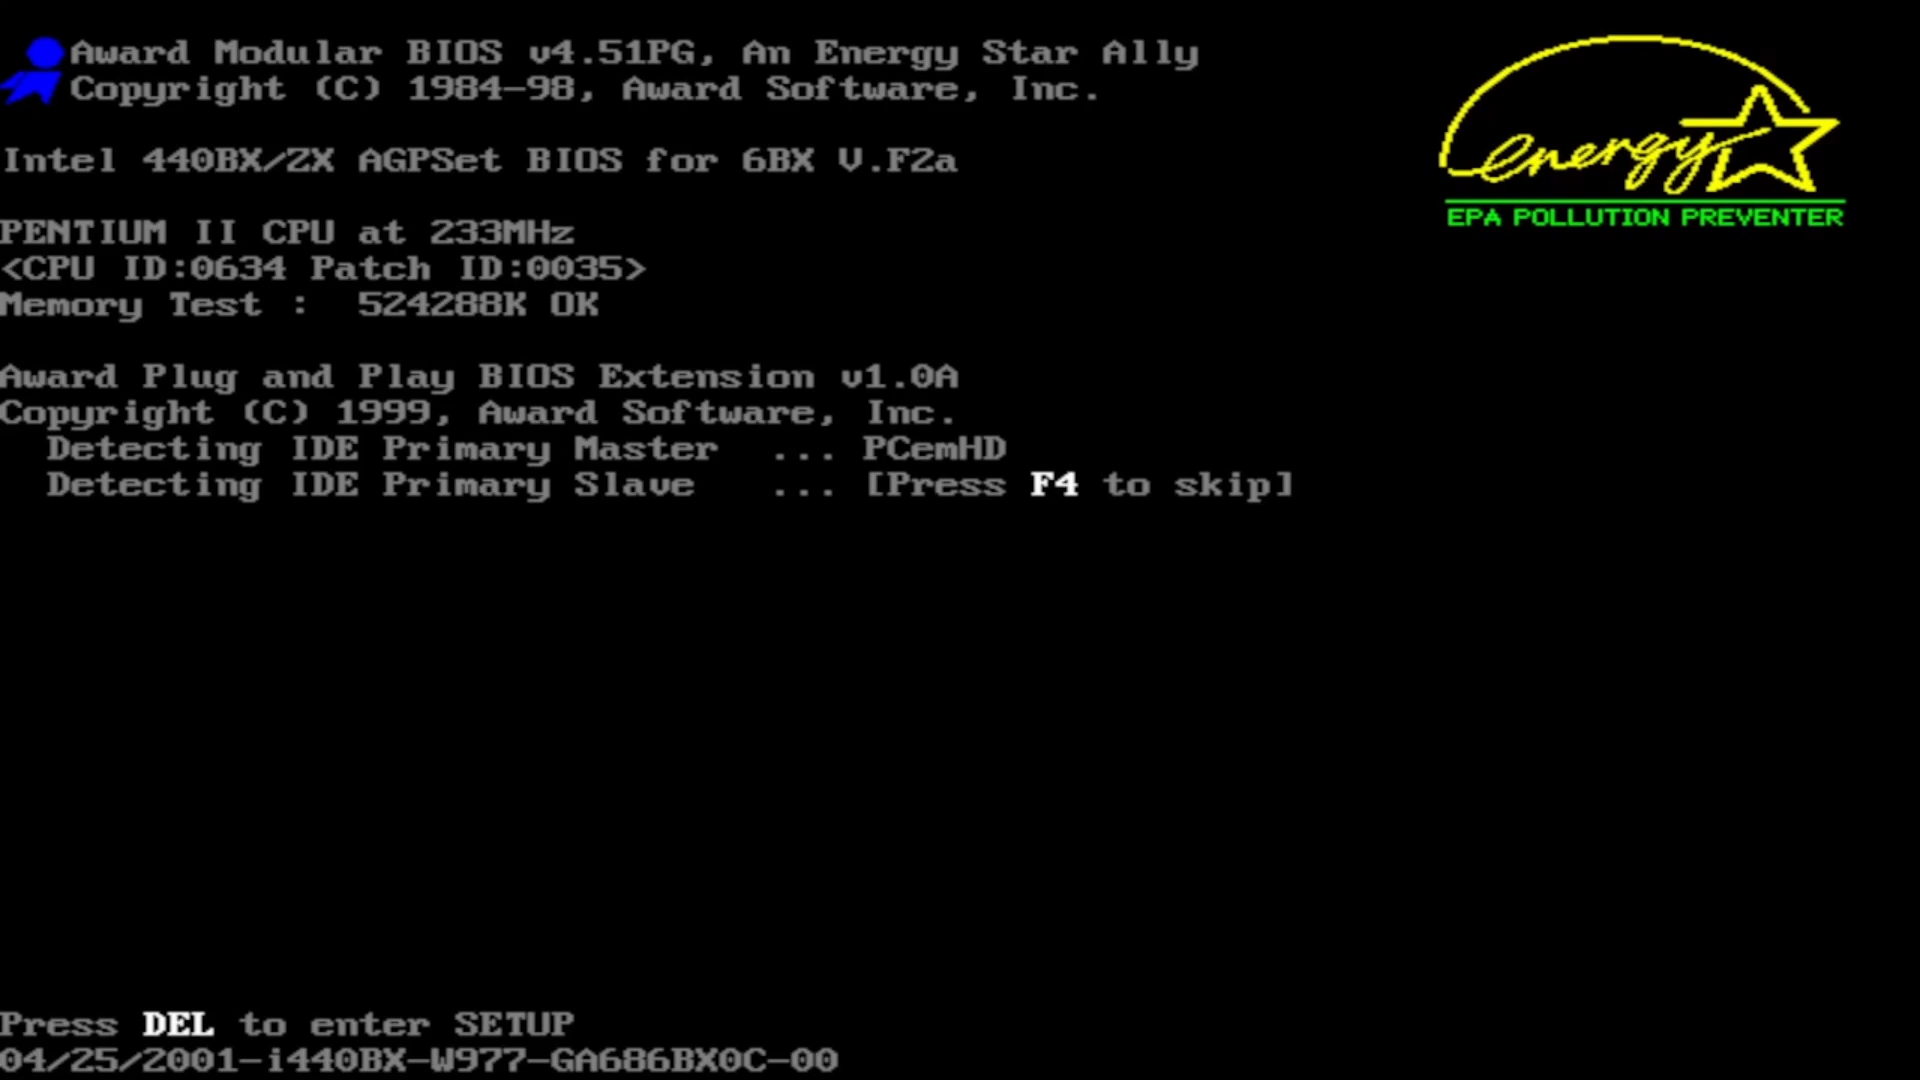 Award Modular BIOS v4.51PG, An Energy Star Ally
Copyright (C) 1984-98, Award Software, Inc.
energy
EPA POLLUTION PREVENTER
Intel 440BX/ZX AGPSet BIOS for 6BX V.F2a
PENTIUM II CPU at 233MHz
<CPU ID:0634 Patch ID:0035>
Memory Test :  524288K OK
Award Plug and Play BIOS Extension v1.0A
Copyright (C) 1999, Award Software, Inc.
Detecting IDE Primary Master  ... PCemHD
Detecting IDE Primary Slave   ... [Press F4 to skip]
Press DEL to enter SETUP
04/25/2001-i440BX-W977-GA686BX0C-00